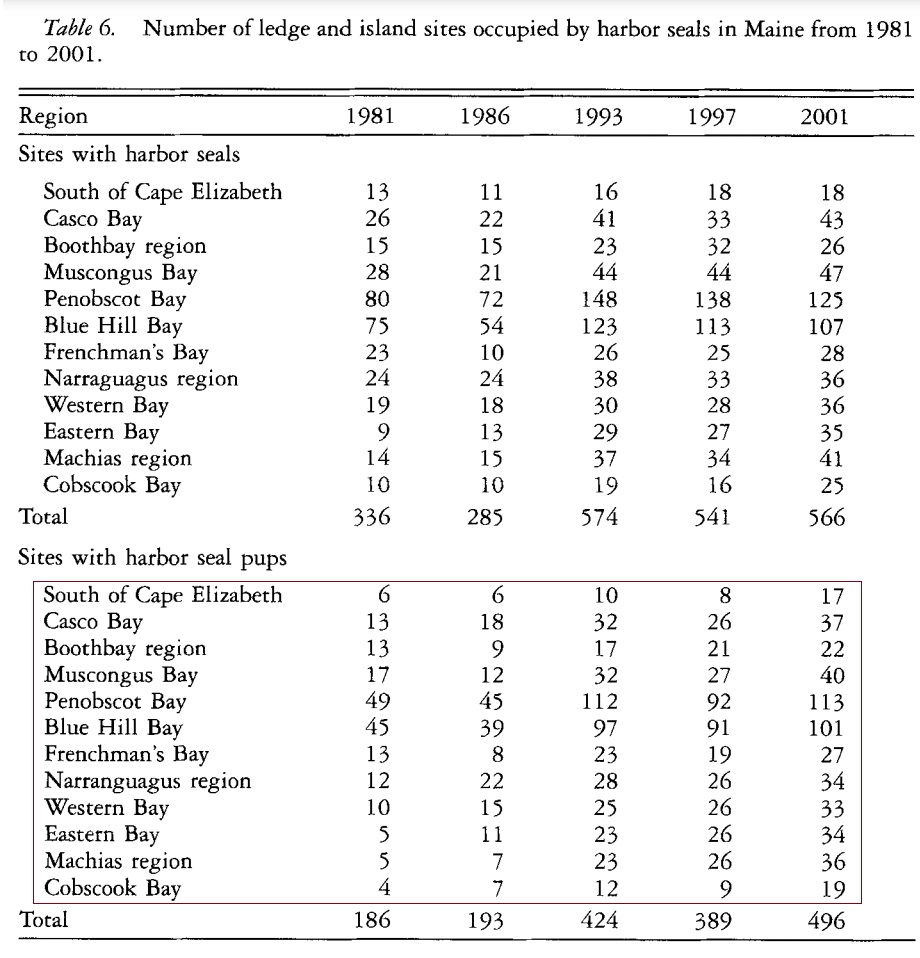 Table 6. Number of ledge and island sites occupied by harbor seals in Maine from 1981
to 2001.
Region 1981 1986 1993 1997 2001
Sites with harbor seals
South of Cape Elizabeth 13 11 16 18 18
Casco Bay 26 22 41 33 43
Boothbay region 15 15 23 32 26
Muscongus Bay 28 21 44 44 47
Penobscot Bay 80 72 148 138 125
Blue Hill Bay 75 54 123 113 107
Frenchman's Bay 23 10 26 25 28
Narraguagus region 24 24 38 33 36
Western Bay 19 18 30 28 36
Eastern Bay 9 13 29 27 35
Machias region 14 15 37 34 41
Cobscook Bay 10 10 19 16 25
Total 336 285 574 541 566
Sites with harbor seal pups
South of Cape Elizabeth 6 6 10 8 17
Casco Bay 13 18 32 26 37
Boothbay region 13 9 17 21 22
Muscongus Bay 17 12 32 27 40
Penobscot Bay 49 45 112 92 113
Blue Hill Bay 45 39 97 91 101
Frenchman's Bay 13 8 23 19 27
Narranguagus region 12 22 28 26 34
Western Bay 10 15 25 26 33
Eastern Bay 5 11 23 26 34
Machias region 5 7 23 26 36
Cobscook Bay 4 7 12 9 19
Total 186 193 424 389 496